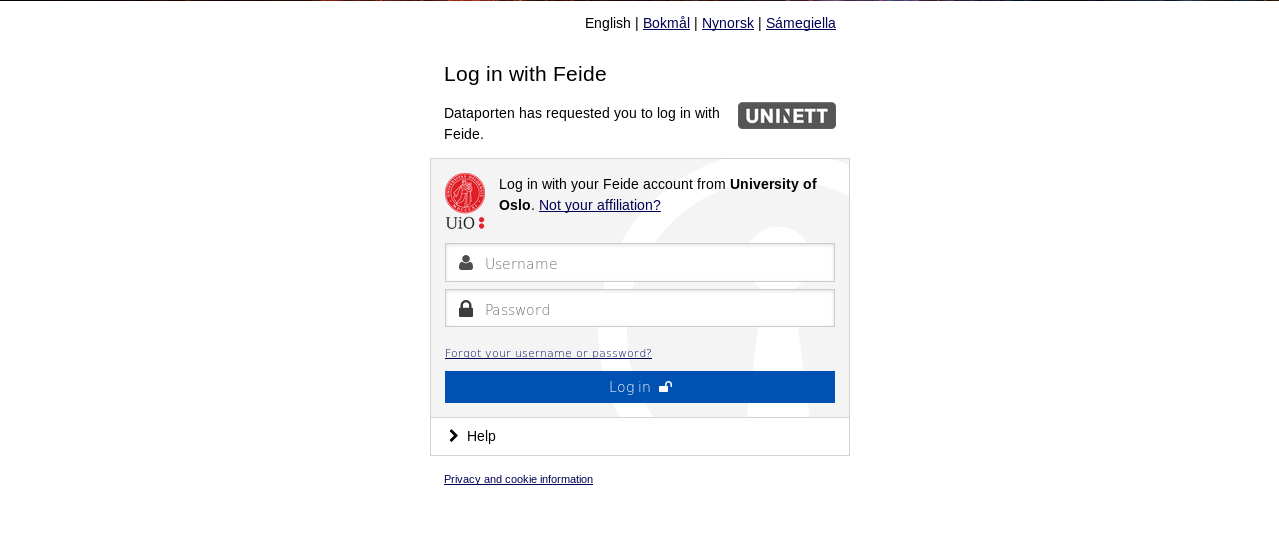 English | Bokmål | Nynorsk | Sámegiella
Log in with Feide
Dataporten has requested you to log in with
Feide.
UNINETT
Log in with your Feide account from University of
Oslo. Not your affiliation?
UiO
Username
Password
Forgot your username or password?
Log in
Help
Privacy and cookie information